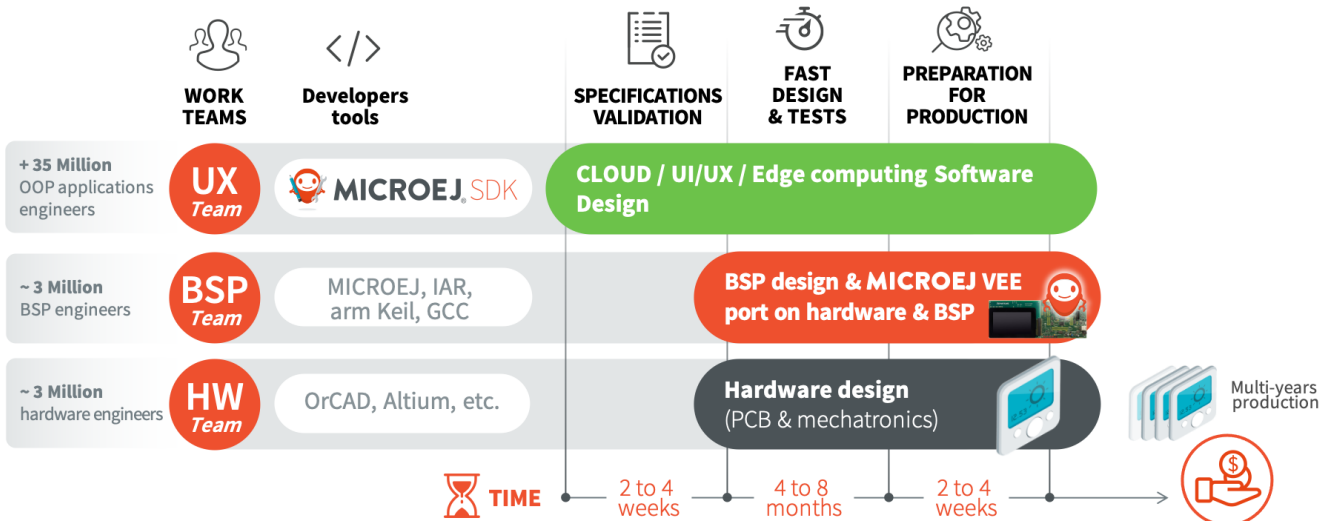 WORK
TEAMS
Developers
tools
SPECIFICATIONS
VALIDATION
FAST
DESIGN
& TESTS
PREPARATION
FOR
PRODUCTION
+ 35 Million
OOP applications
engineers
UX
Team
MICROEJ® SDK
CLOUD / UI/UX / Edge computing Software
Design
~ 3 Million
BSP engineers
BSP
Team
MICROEJ, IAR,
arm Keil, GCC
BSP design & MICROEJ VEE
port on hardware & BSP
~ 3 Million
hardware engineers
HW
Team
OrCAD, Altium, etc.
Hardware design
(PCB & mechatronics)
Multi-years
production
TIME
2 to 4
weeks
4 to 8
months
2 to 4
weeks
$